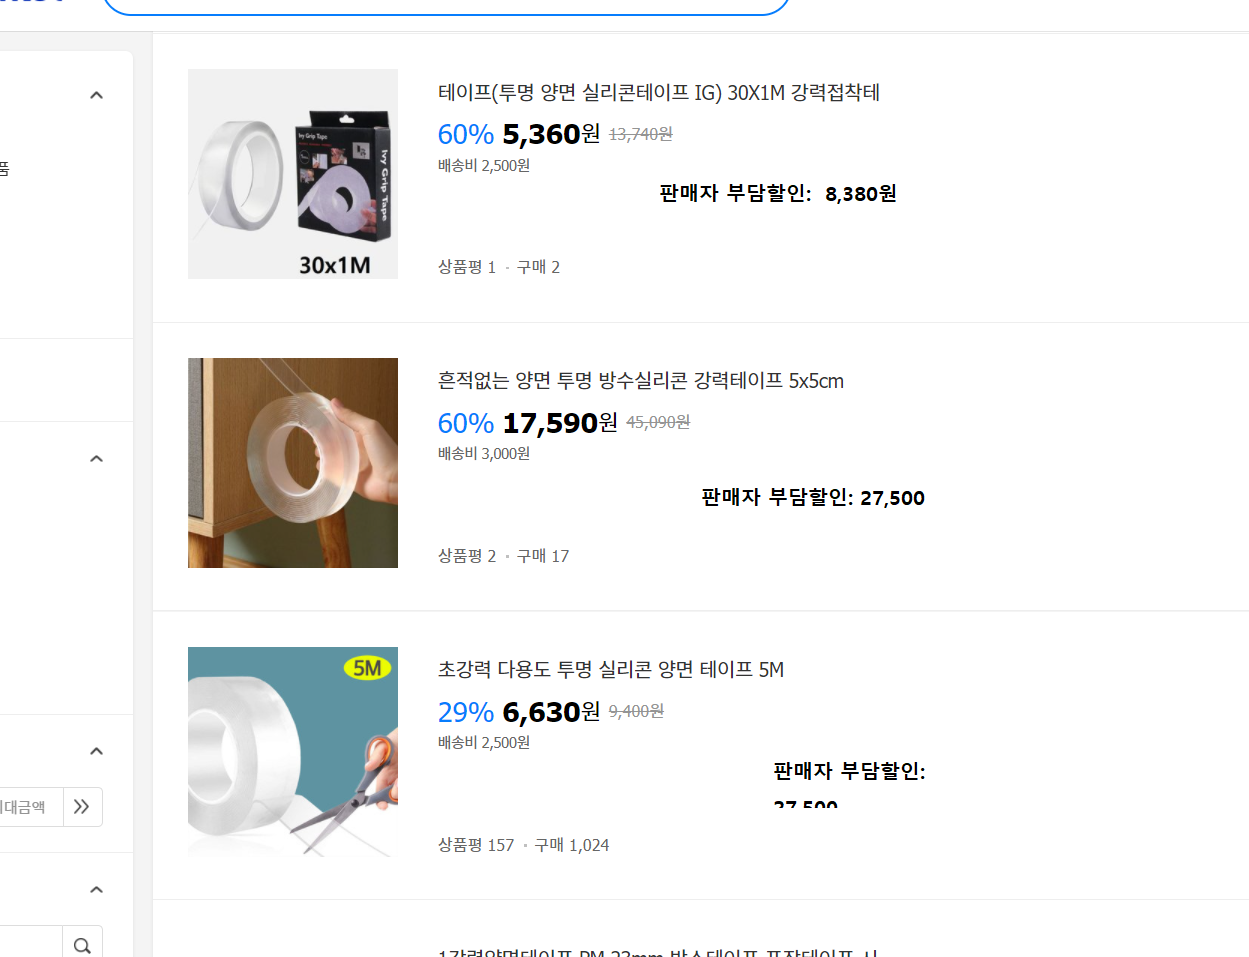 품
대금액
테이프(투명 양면 실리콘테이프 IG) 30X1M 강력접착테
60% 5,360원 13,740원
배송비 2,500원
판매자 부담할인: 8,380원
Ivy Grip Tape
Ivy Grip Tape
30x1M
상품평 1 • 구매 2
흔적없는 양면 투명 방수실리콘 강력테이프 5x5cm
60% 17,590원 45,090원
배송비 3,000원
판매자 부담할인: 27,500
상품평 2 • 구매 17
5M
초강력 다용도 투명 실리콘 양면 테이프 5M
29% 6,630원 9,400원
배송비 2,500원
판매자 부담할인:
27,500
상품평 157 • 구매 1,024